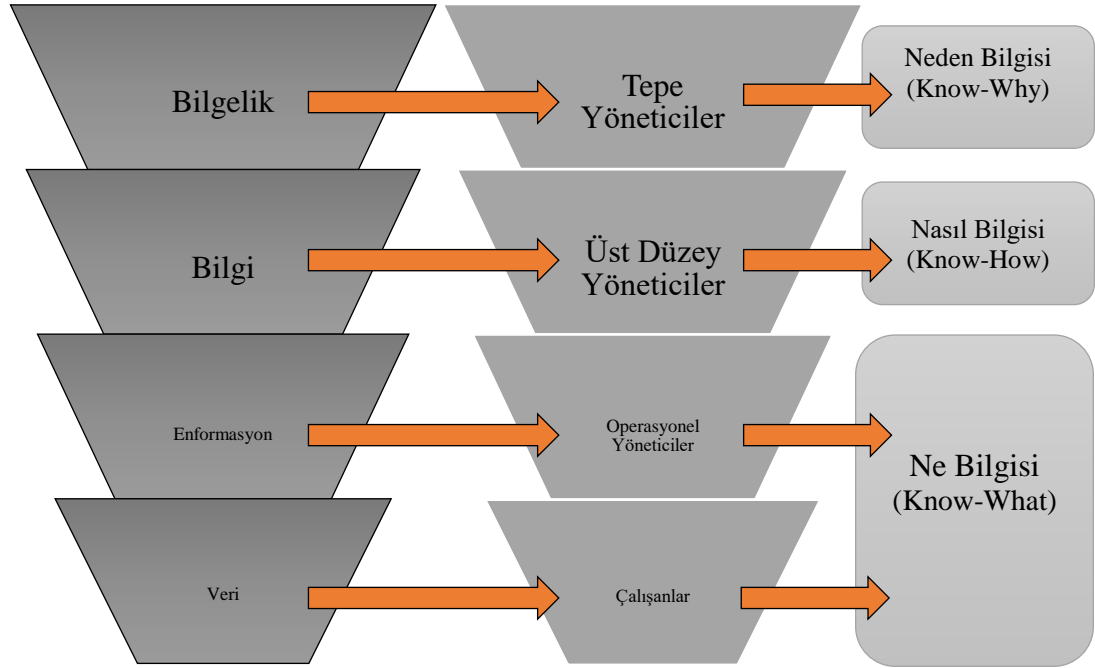 Bilgelik
Tepe
Yöneticiler
Neden Bilgisi
(Know-Why)
Bilgi
Üst Düzey
Yöneticiler
Nasıl Bilgisi
(Know-How)
Enformasyon
Operasyonel
Yöneticiler
Ne Bilgisi
(Know-What)
Veri
Çalışanlar